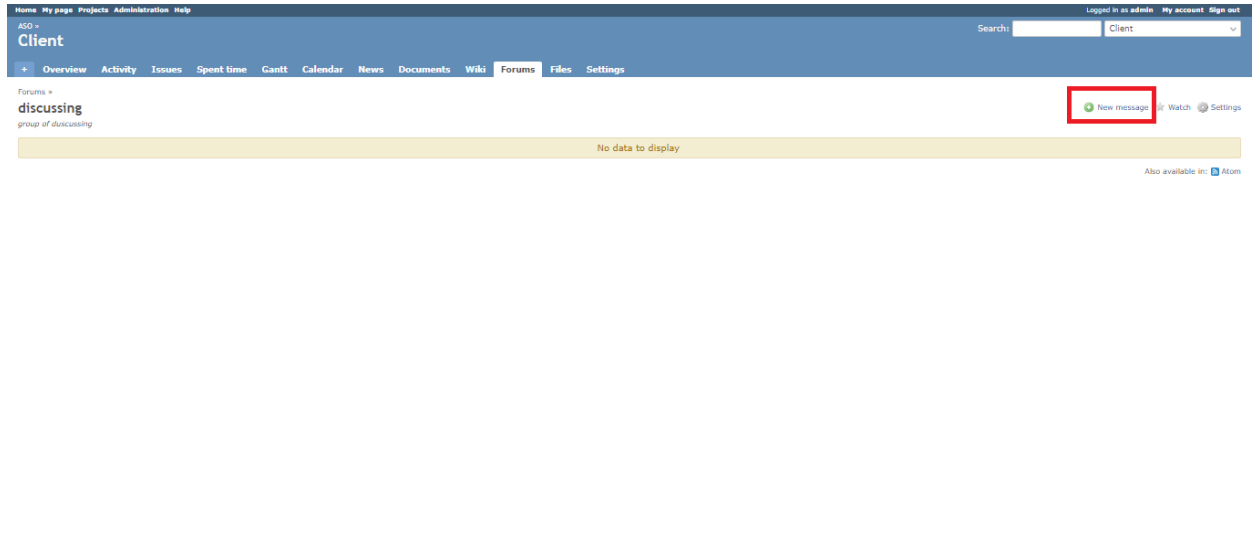 Home My page Projects Administration Help Logged in as admin My account Sign out
ASO »
Client
Search: Client
+ Overview Activity Issues Spent time Gantt Calendar News Documents Wiki Forums Files Settings
Forums »
discussing
New message Watch Settings
group of duscussing
No data to display
Also available in: Atom